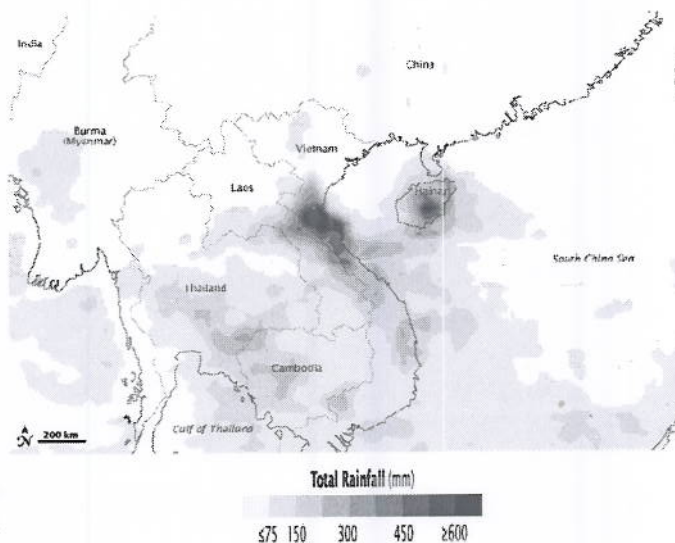 India
China
Burma
(Myanmar)
Vietnam
Laos
Hainan
South China Sea
Thailand
Cambodia
Gulf of Thailand
N
200 km
Total Rainfall (mm)
≤75 150 300 450 ≥600